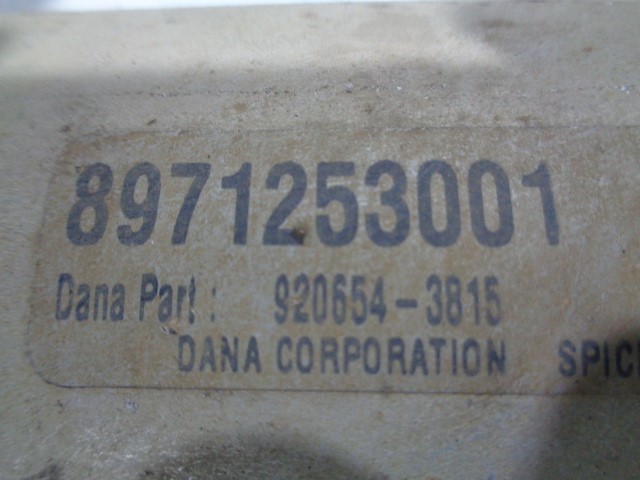 8971253001
Dana Part : 920654-3815
DANA CORPORATION SPIC